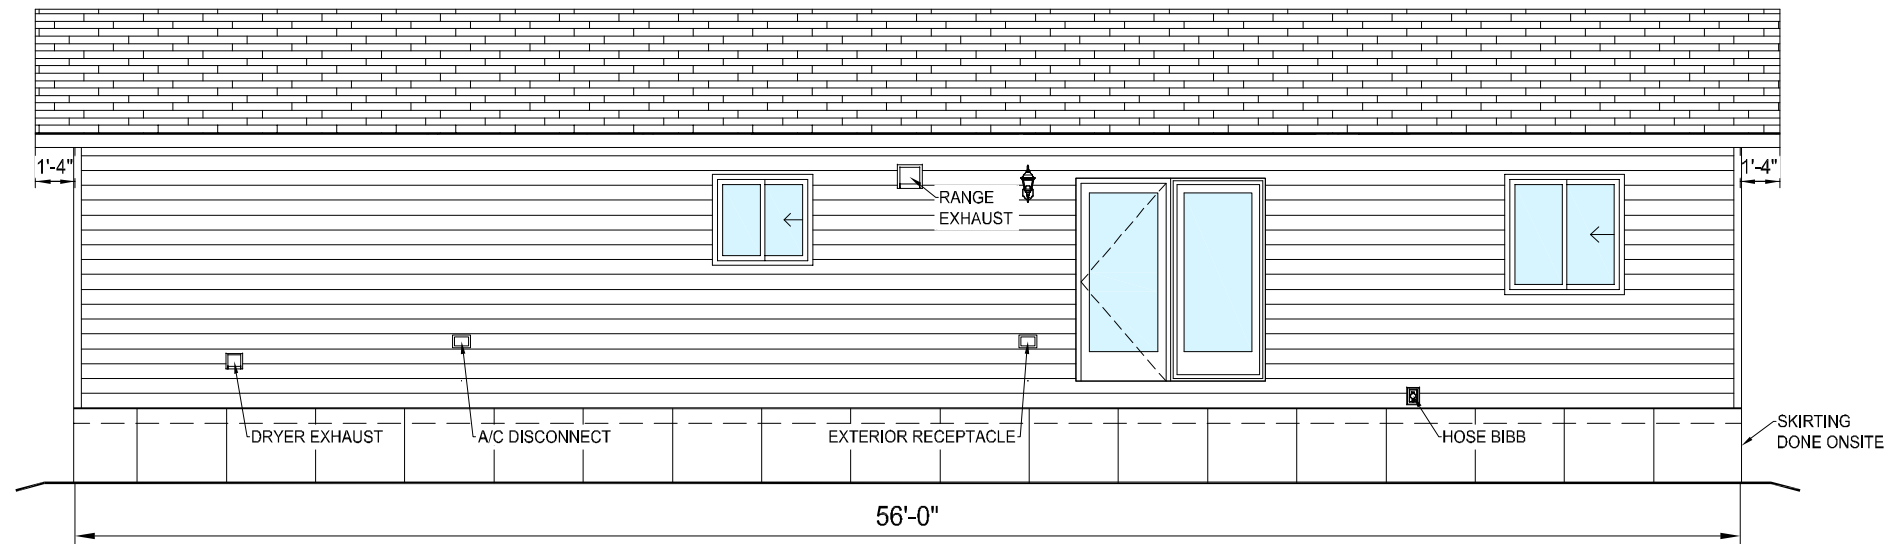 1'-4"
1'-4"
RANGE
EXHAUST
DRYER EXHAUST
A/C DISCONNECT
EXTERIOR RECEPTACLE
HOSE BIBB
SKIRTING
DONE ONSITE
56'-0"